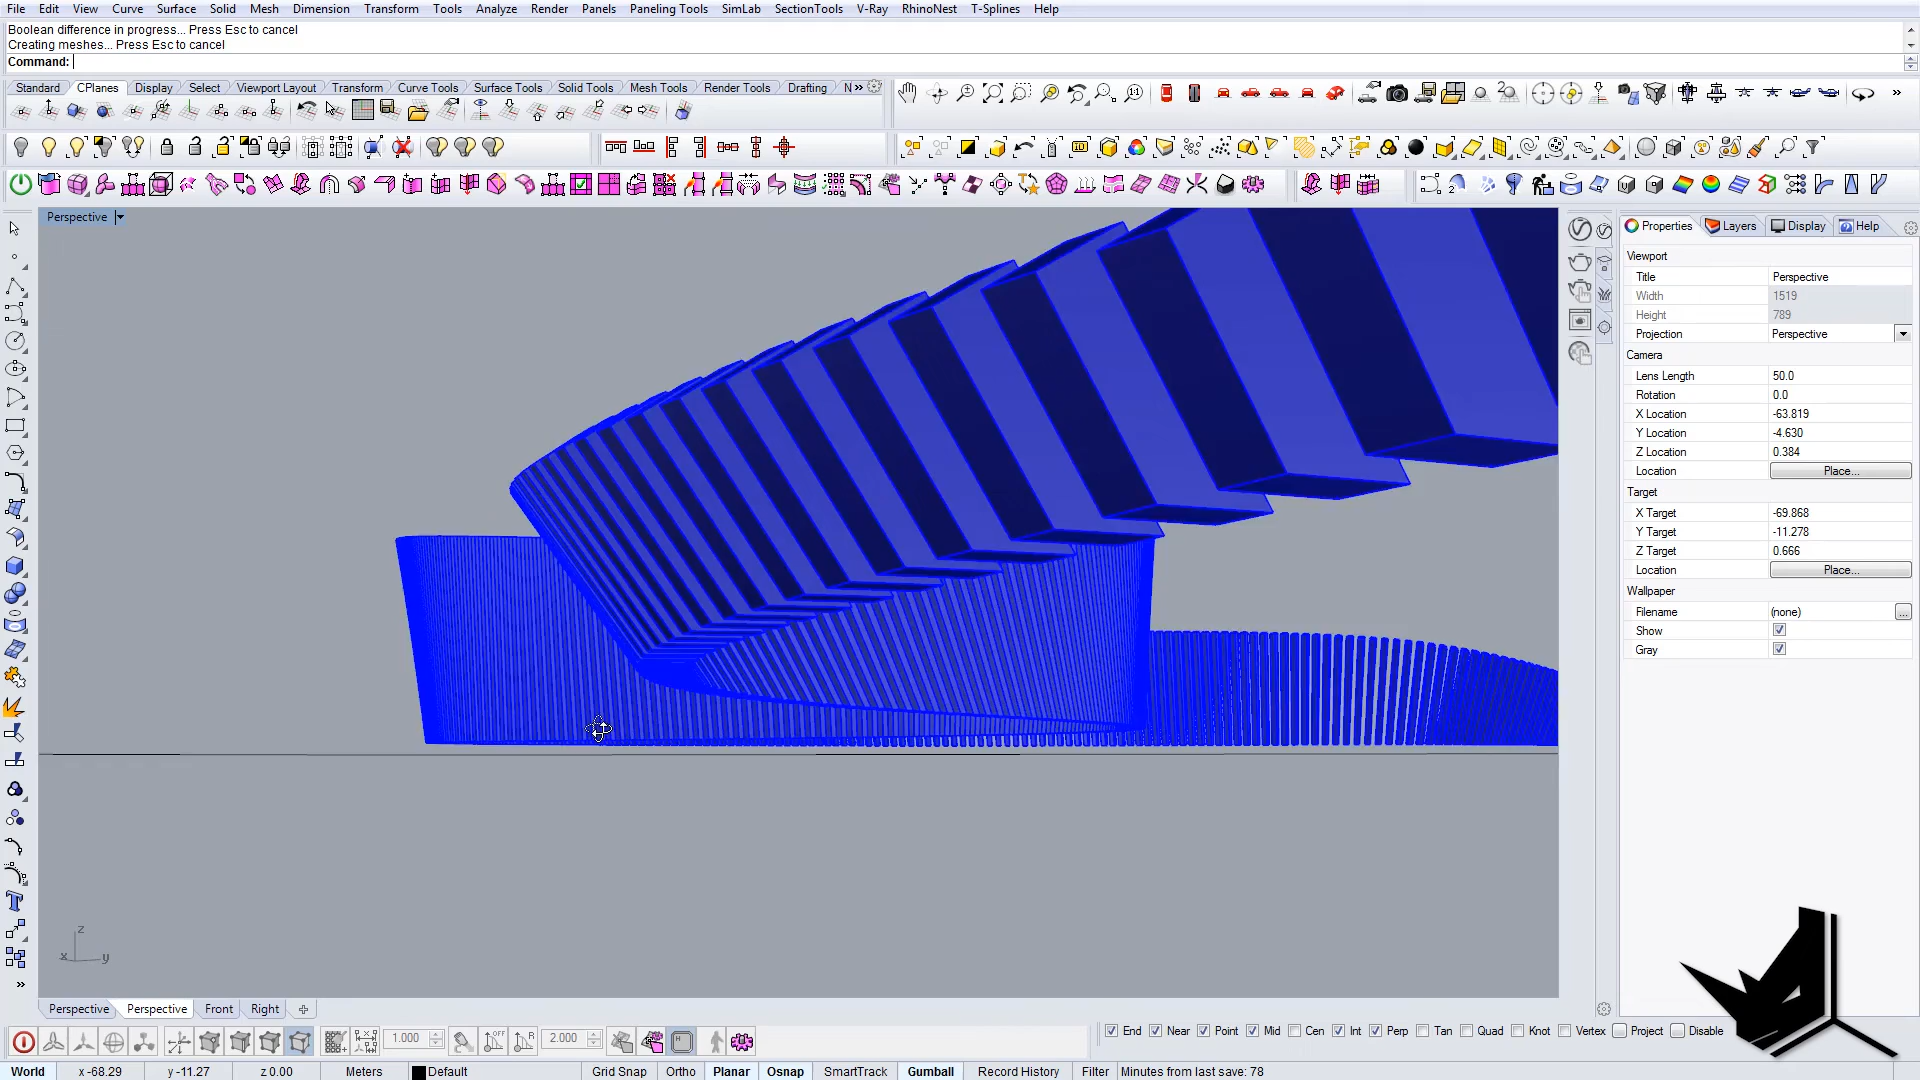 File Edit View Curve Surface Solid Mesh Dimension Transform Tools Analyze Render Panels Paneling Tools SimLab SectionTools V-Ray RhinoNest T-Splines Help
Boolean difference in progress... Press Esc to cancel
Creating meshes... Press Esc to cancel
Command:
Standard CPlanes Display Select Viewport Layout Transform Curve Tools Surface Tools Solid Tools Mesh Tools Render Tools Drafting N »
Perspective
Properties Layers Display Help
Viewport
Title Perspective
Width 1519
Height 789
Projection Perspective
Camera
Lens Length 50.0
Rotation 0.0
X Location -63.819
Y Location -4.630
Z Location 0.384
Location Place...
Target
X Target -69.868
Y Target -11.278
Z Target 0.666
Location Place...
Wallpaper
Filename (none) ...
Show
Gray
z
x y
Perspective Perspective Front Right
1.000 2.000
End Near Point Mid Cen Int Perp Tan Quad Knot Vertex Project Disable
World x -68.29 y -11.27 z 0.00 Meters Default Grid Snap Ortho Planar Osnap SmartTrack Gumball Record History Filter Minutes from last save: 78